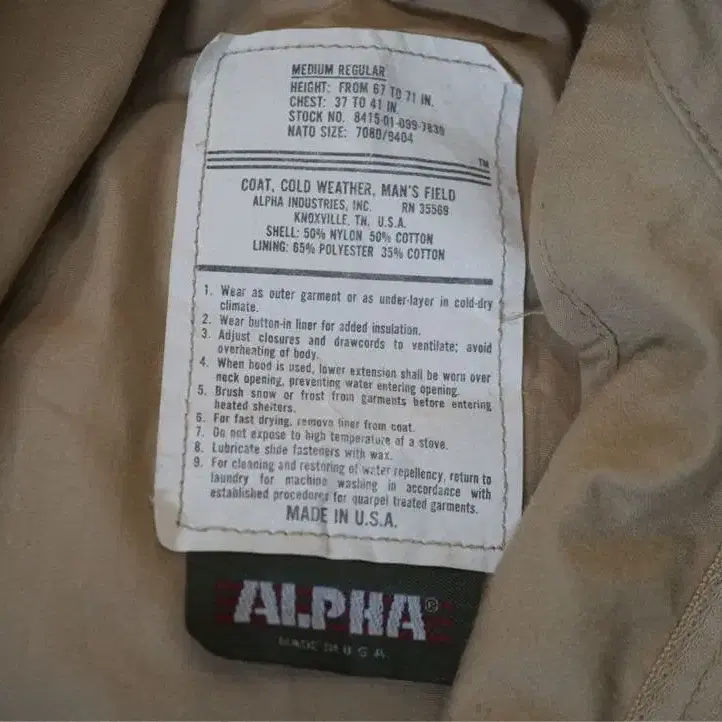 MEDIUM REGULAR
HEIGHT: FROM 67 TO 71 IN.
CHEST: 37 TO 41 IN.
STOCK NO. 8415-01-099-7830
NATO SIZE: 7080/9404
TM
COAT, COLD WEATHER, MAN'S FIELD
ALPHA INDUSTRIES, INC. RN 35569
KNOXVILLE, TN, U.S.A.
SHELL: 50% NYLON 50% COTTON
LINING: 65% POLYESTER 35% COTTON
1. Wear as outer garment or as under-layer in cold-dry
climate.
2. Wear button-in liner for added insulation.
3. Adjust closures and drawcords to ventilate; avoid
overheating of body.
4. When hood is used, lower extension shall be worn over
neck opening, preventing water entering opening.
5. Brush snow or frost from garments before entering
heated shelters.
6. For fast drying, remove liner from coat.
7. Do not expose to high temperature of a stove.
8. Lubricate slide fasteners with wax.
9. For cleaning and restoring of water repellency, return to
laundry for machine washing in accordance with
established procedures for quarpel treated garments.
MADE IN U.S.A.
ALPHA®
MADE IN U.S.A.